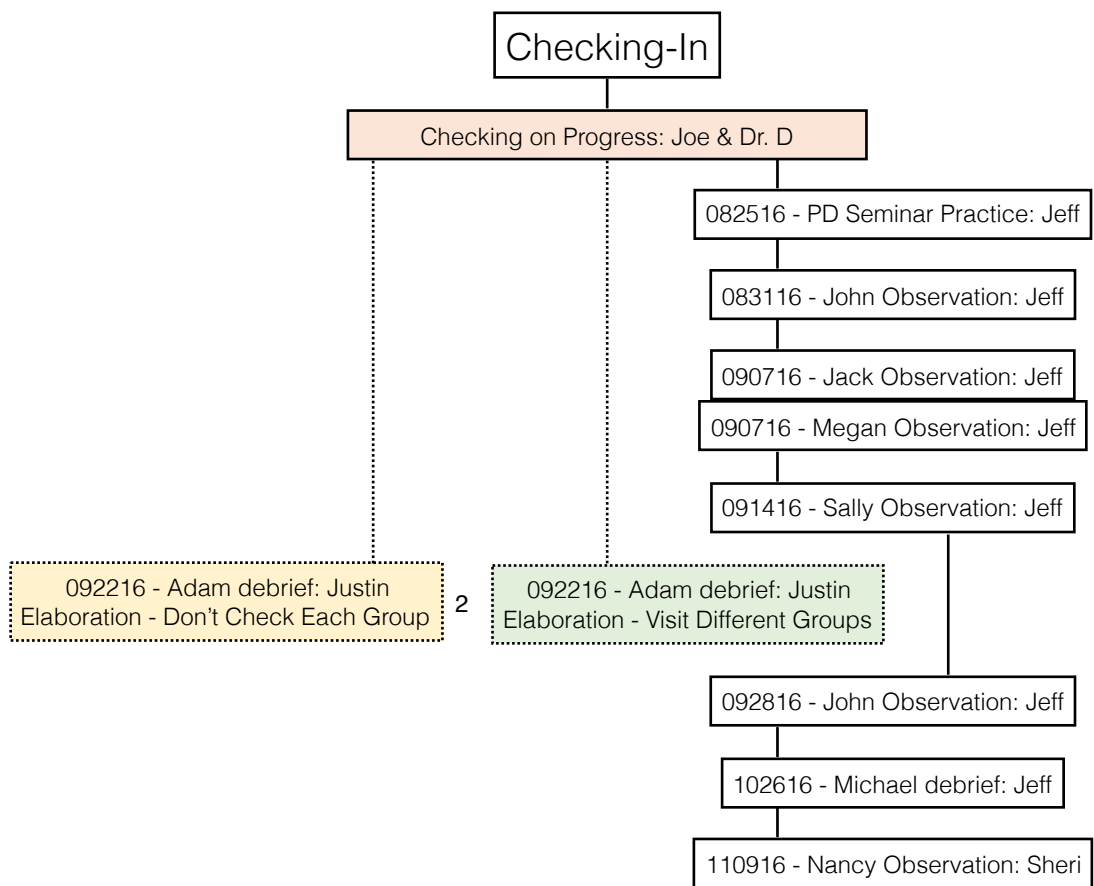 Checking-In
Checking on Progress: Joe & Dr. D
082516 - PD Seminar Practice: Jeff
083116 - John Observation: Jeff
090716 - Jack Observation: Jeff
090716 - Megan Observation: Jeff
091416 - Sally Observation: Jeff
092216 - Adam debrief: Justin
Elaboration - Don’t Check Each Group
2
092216 - Adam debrief: Justin
Elaboration - Visit Different Groups
092816 - John Observation: Jeff
102616 - Michael debrief: Jeff
110916 - Nancy Observation: Sheri